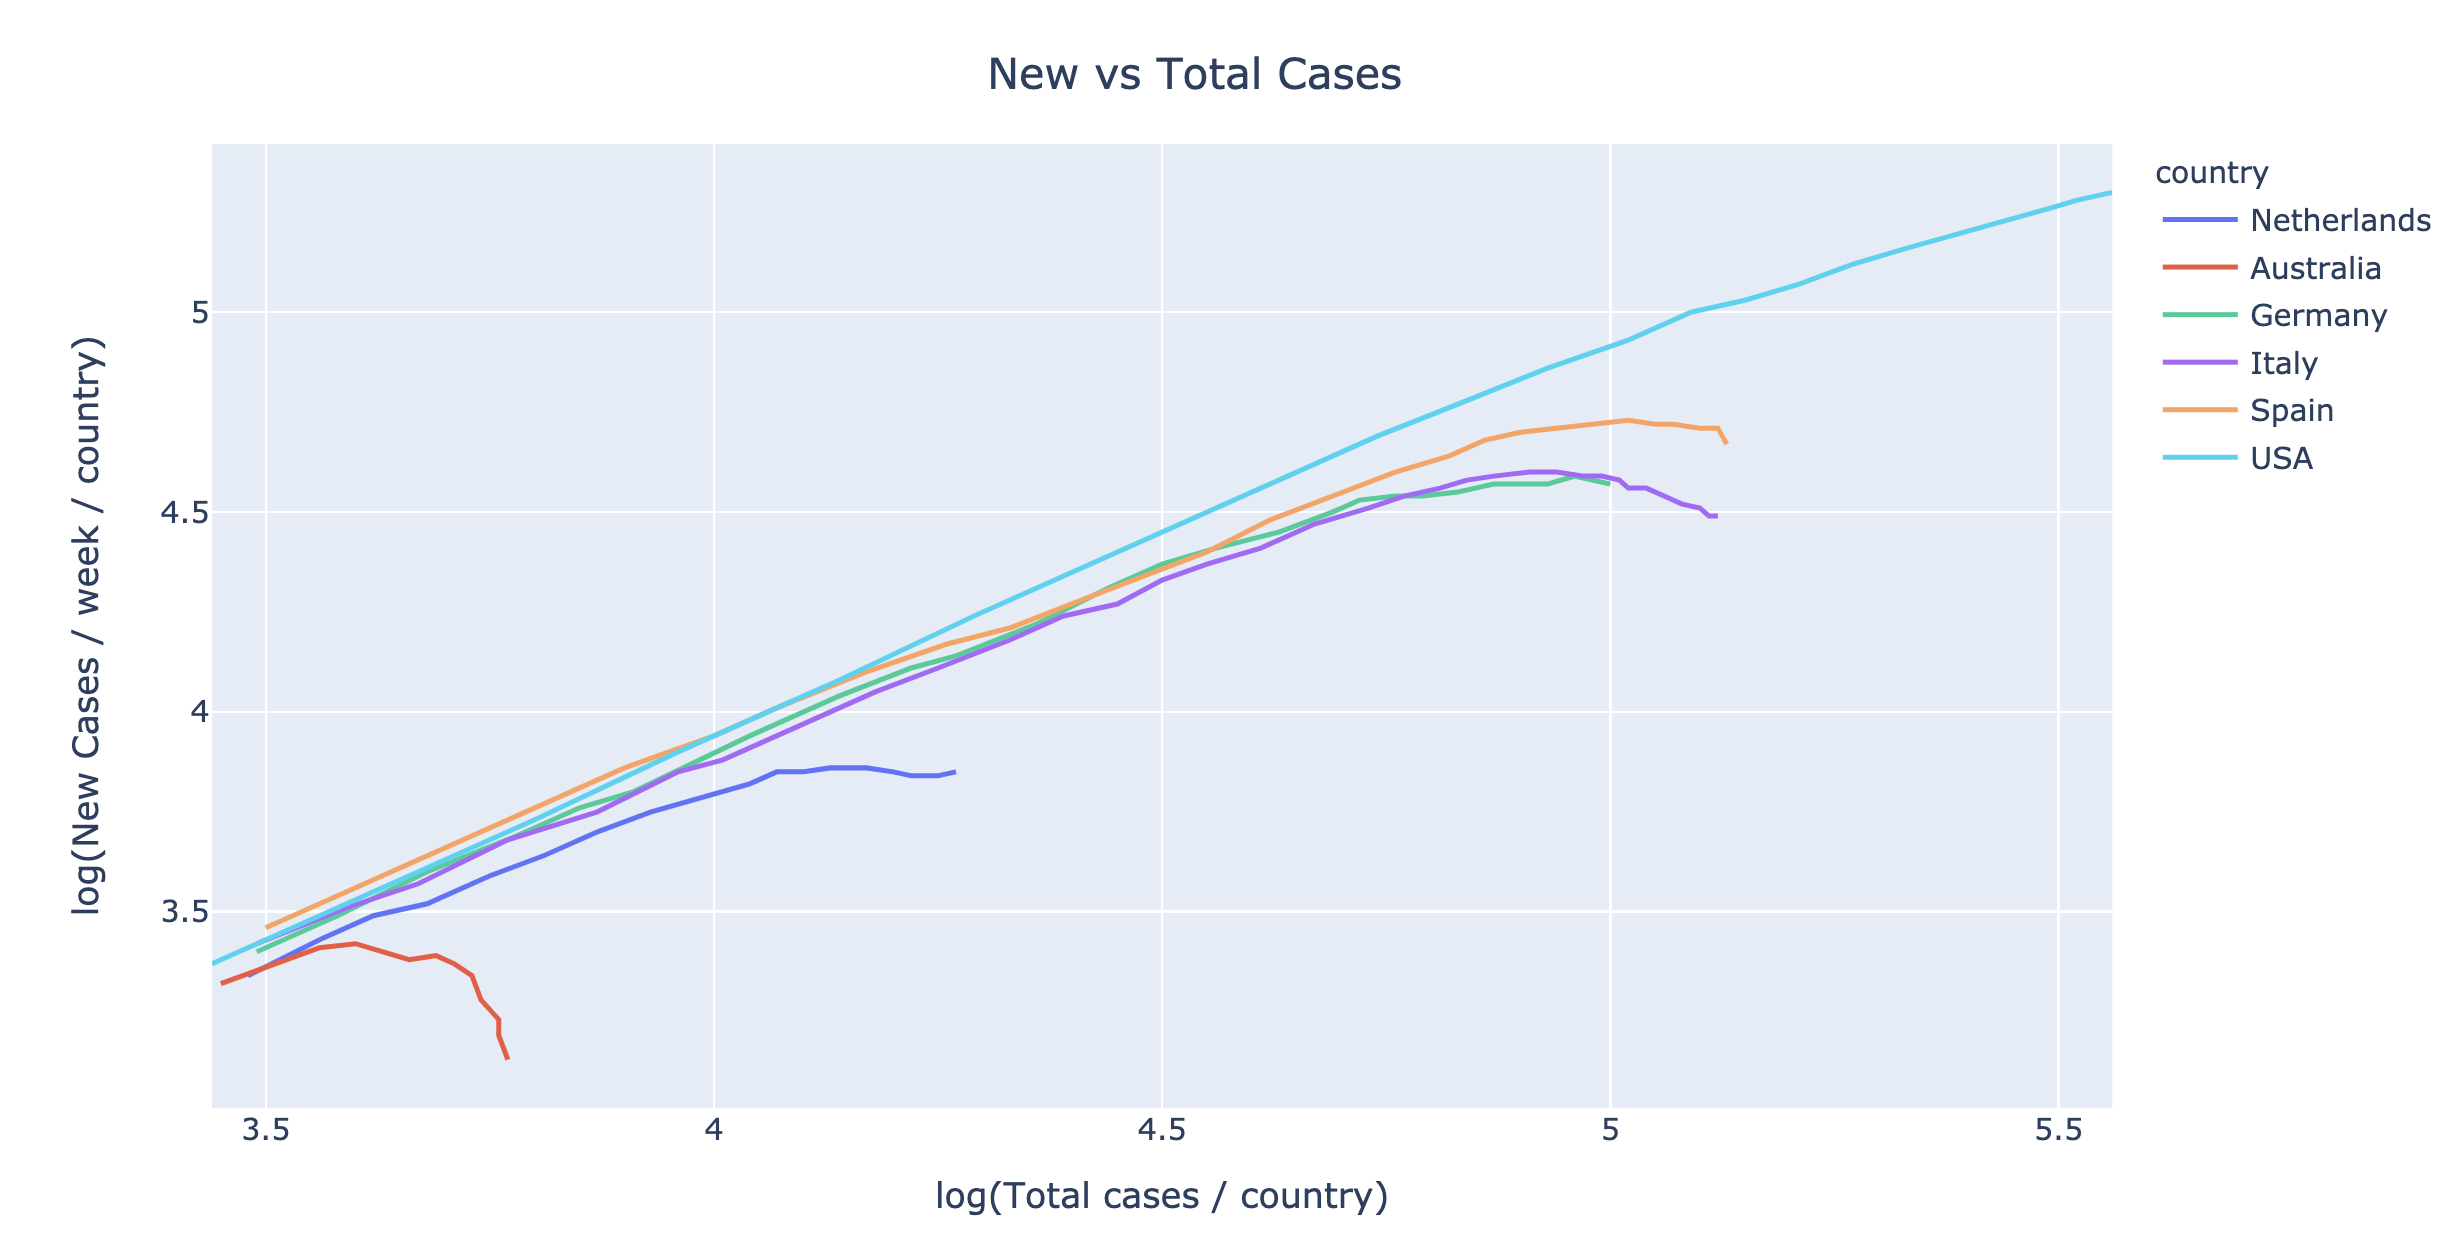 New vs Total Cases
log(New Cases / week / country)
5
4.5
4
3.5
3.5
4
4.5
5
5.5
log(Total cases / country)
country
Netherlands
Australia
Germany
Italy
Spain
USA